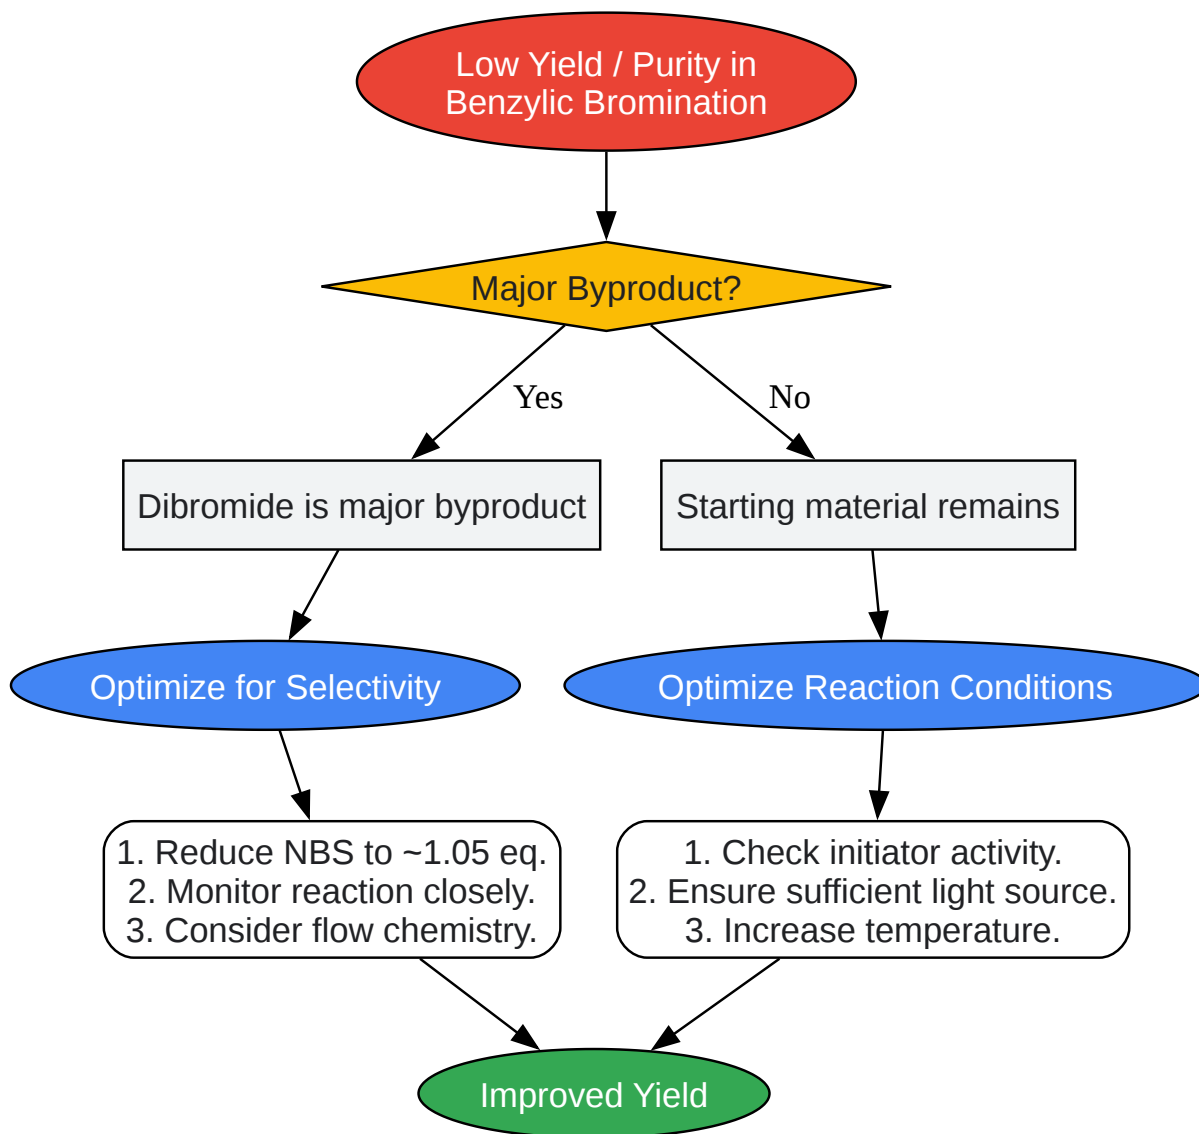 Low Yield / Purity in
Benzylic Bromination
Major Byproduct?
Yes
No
Dibromide is major byproduct
Starting material remains
Optimize for Selectivity
Optimize Reaction Conditions
1. Reduce NBS to ~1.05 eq.
2. Monitor reaction closely.
3. Consider flow chemistry.
1. Check initiator activity.
2. Ensure sufficient light source.
3. Increase temperature.
Improved Yield